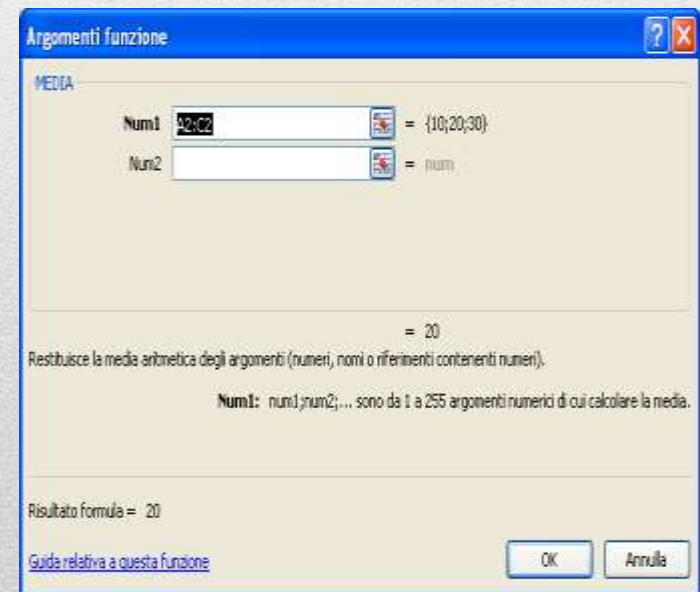 Argomenti funzione
MEDIA
Num1 A2:C2 = {10;20;30}
Num2 = num
= 20
Restituisce la media aritmetica degli argomenti (numeri, nomi o riferimenti contenenti numeri).
Num1: num1;num2;... sono da 1 a 255 argomenti numerici di cui calcolare la media.
Risultato formula = 20
Guida relativa a questa funzione
OK Annulla